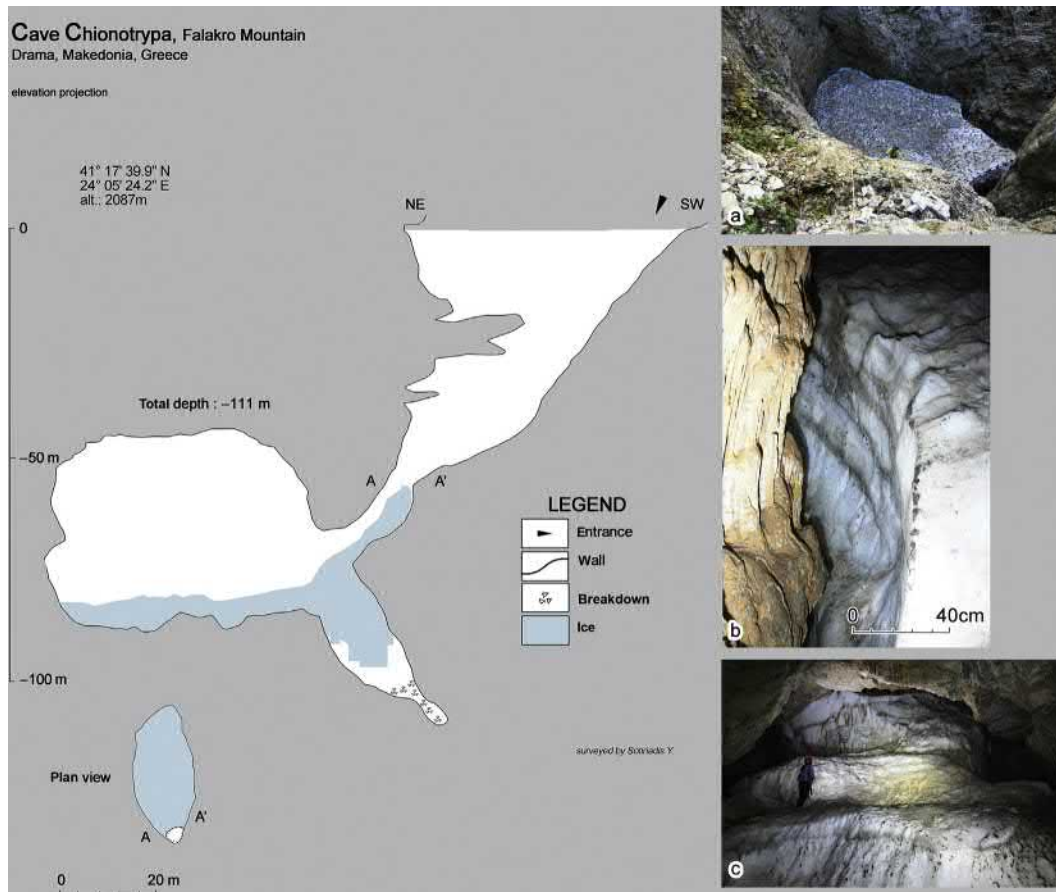 Cave Chionotrypa, Falakro Mountain
Drama, Makedonia, Greece
elevation projection
41° 17' 39.9" N
24° 05' 24.2" E
alt.: 2087m
NE
SW
0
Total depth : –111 m
–50 m
A
A'
LEGEND
Entrance
Wall
Breakdown
Ice
–100 m
surveyed by Sotiriadis Y.
Plan view
A
A'
0
20 m
a
0
40cm
b
c